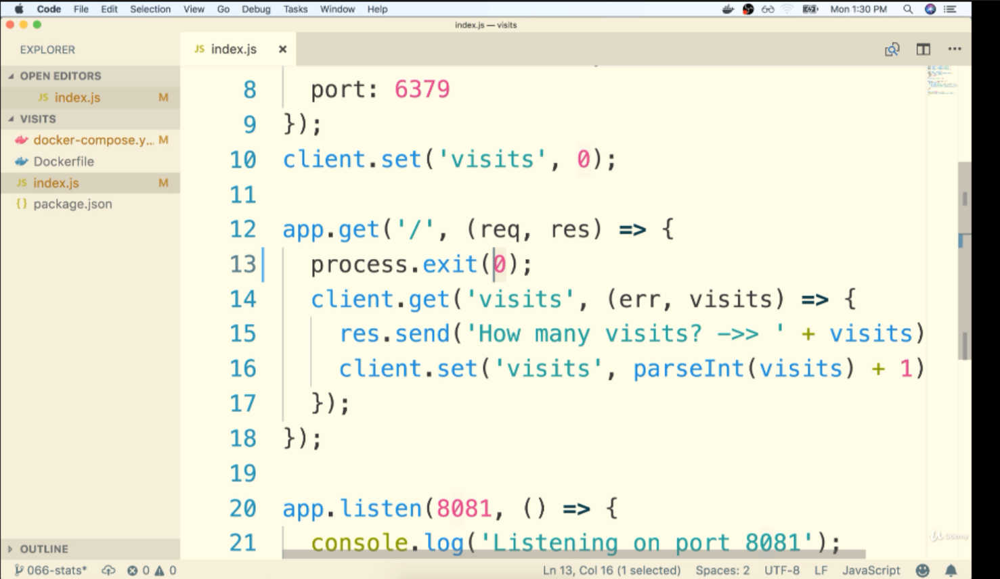 Code File Edit Selection View Go Debug Tasks Window Help Mon 1:30 PM
index.js — visits
EXPLORER
JS index.js ×
OPEN EDITORS
JS index.js M
VISITS
docker-compose.y... M
Dockerfile
JS index.js M
{} package.json
8 port: 6379
9 });
10 client.set('visits', 0);
11
12 app.get('/', (req, res) => {
13 process.exit(0);
14 client.get('visits', (err, visits) => {
15 res.send('How many visits? ->> ' + visits)
16 client.set('visits', parseInt(visits) + 1)
17 });
18 });
19
20 app.listen(8081, () => {
21 console.log('Listening on port 8081');
OUTLINE
Udemy
066-stats* 0 0 Ln 13, Col 16 (1 selected) Spaces: 2 UTF-8 LF JavaScript